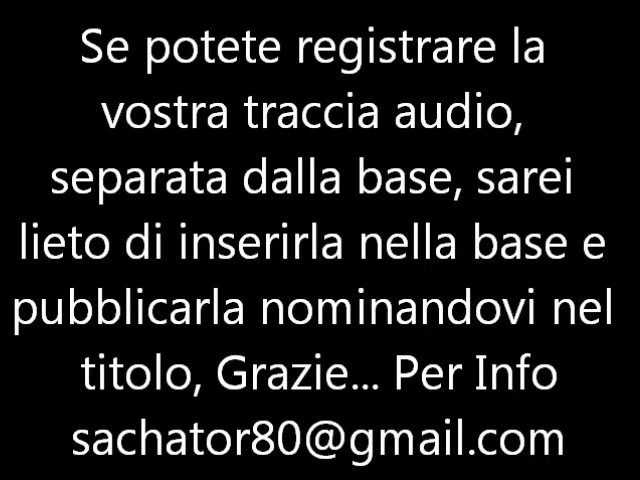 Se potete registrare la
vostra traccia audio,
separata dalla base, sarei
lieto di inserirla nella base e
pubblicarla nominandovi nel
titolo, Grazie... Per Info
sachator80@gmail.com